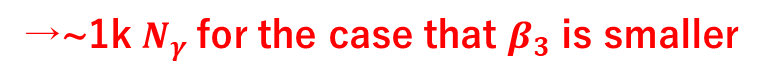 →~1k Nγ for the case that β3 is smaller